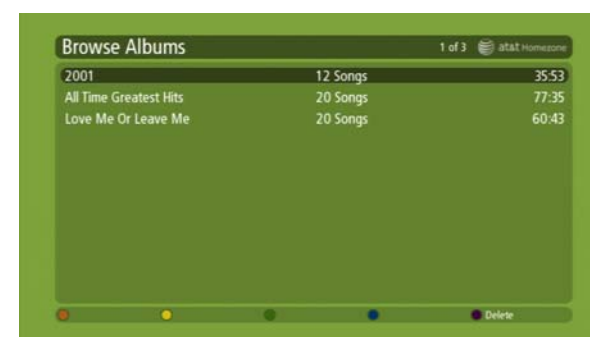 Browse Albums 1 of 3 at&t Homezone
2001 12 Songs 35:53
All Time Greatest Hits 20 Songs 77:35
Love Me Or Leave Me 20 Songs 60:43
Delete